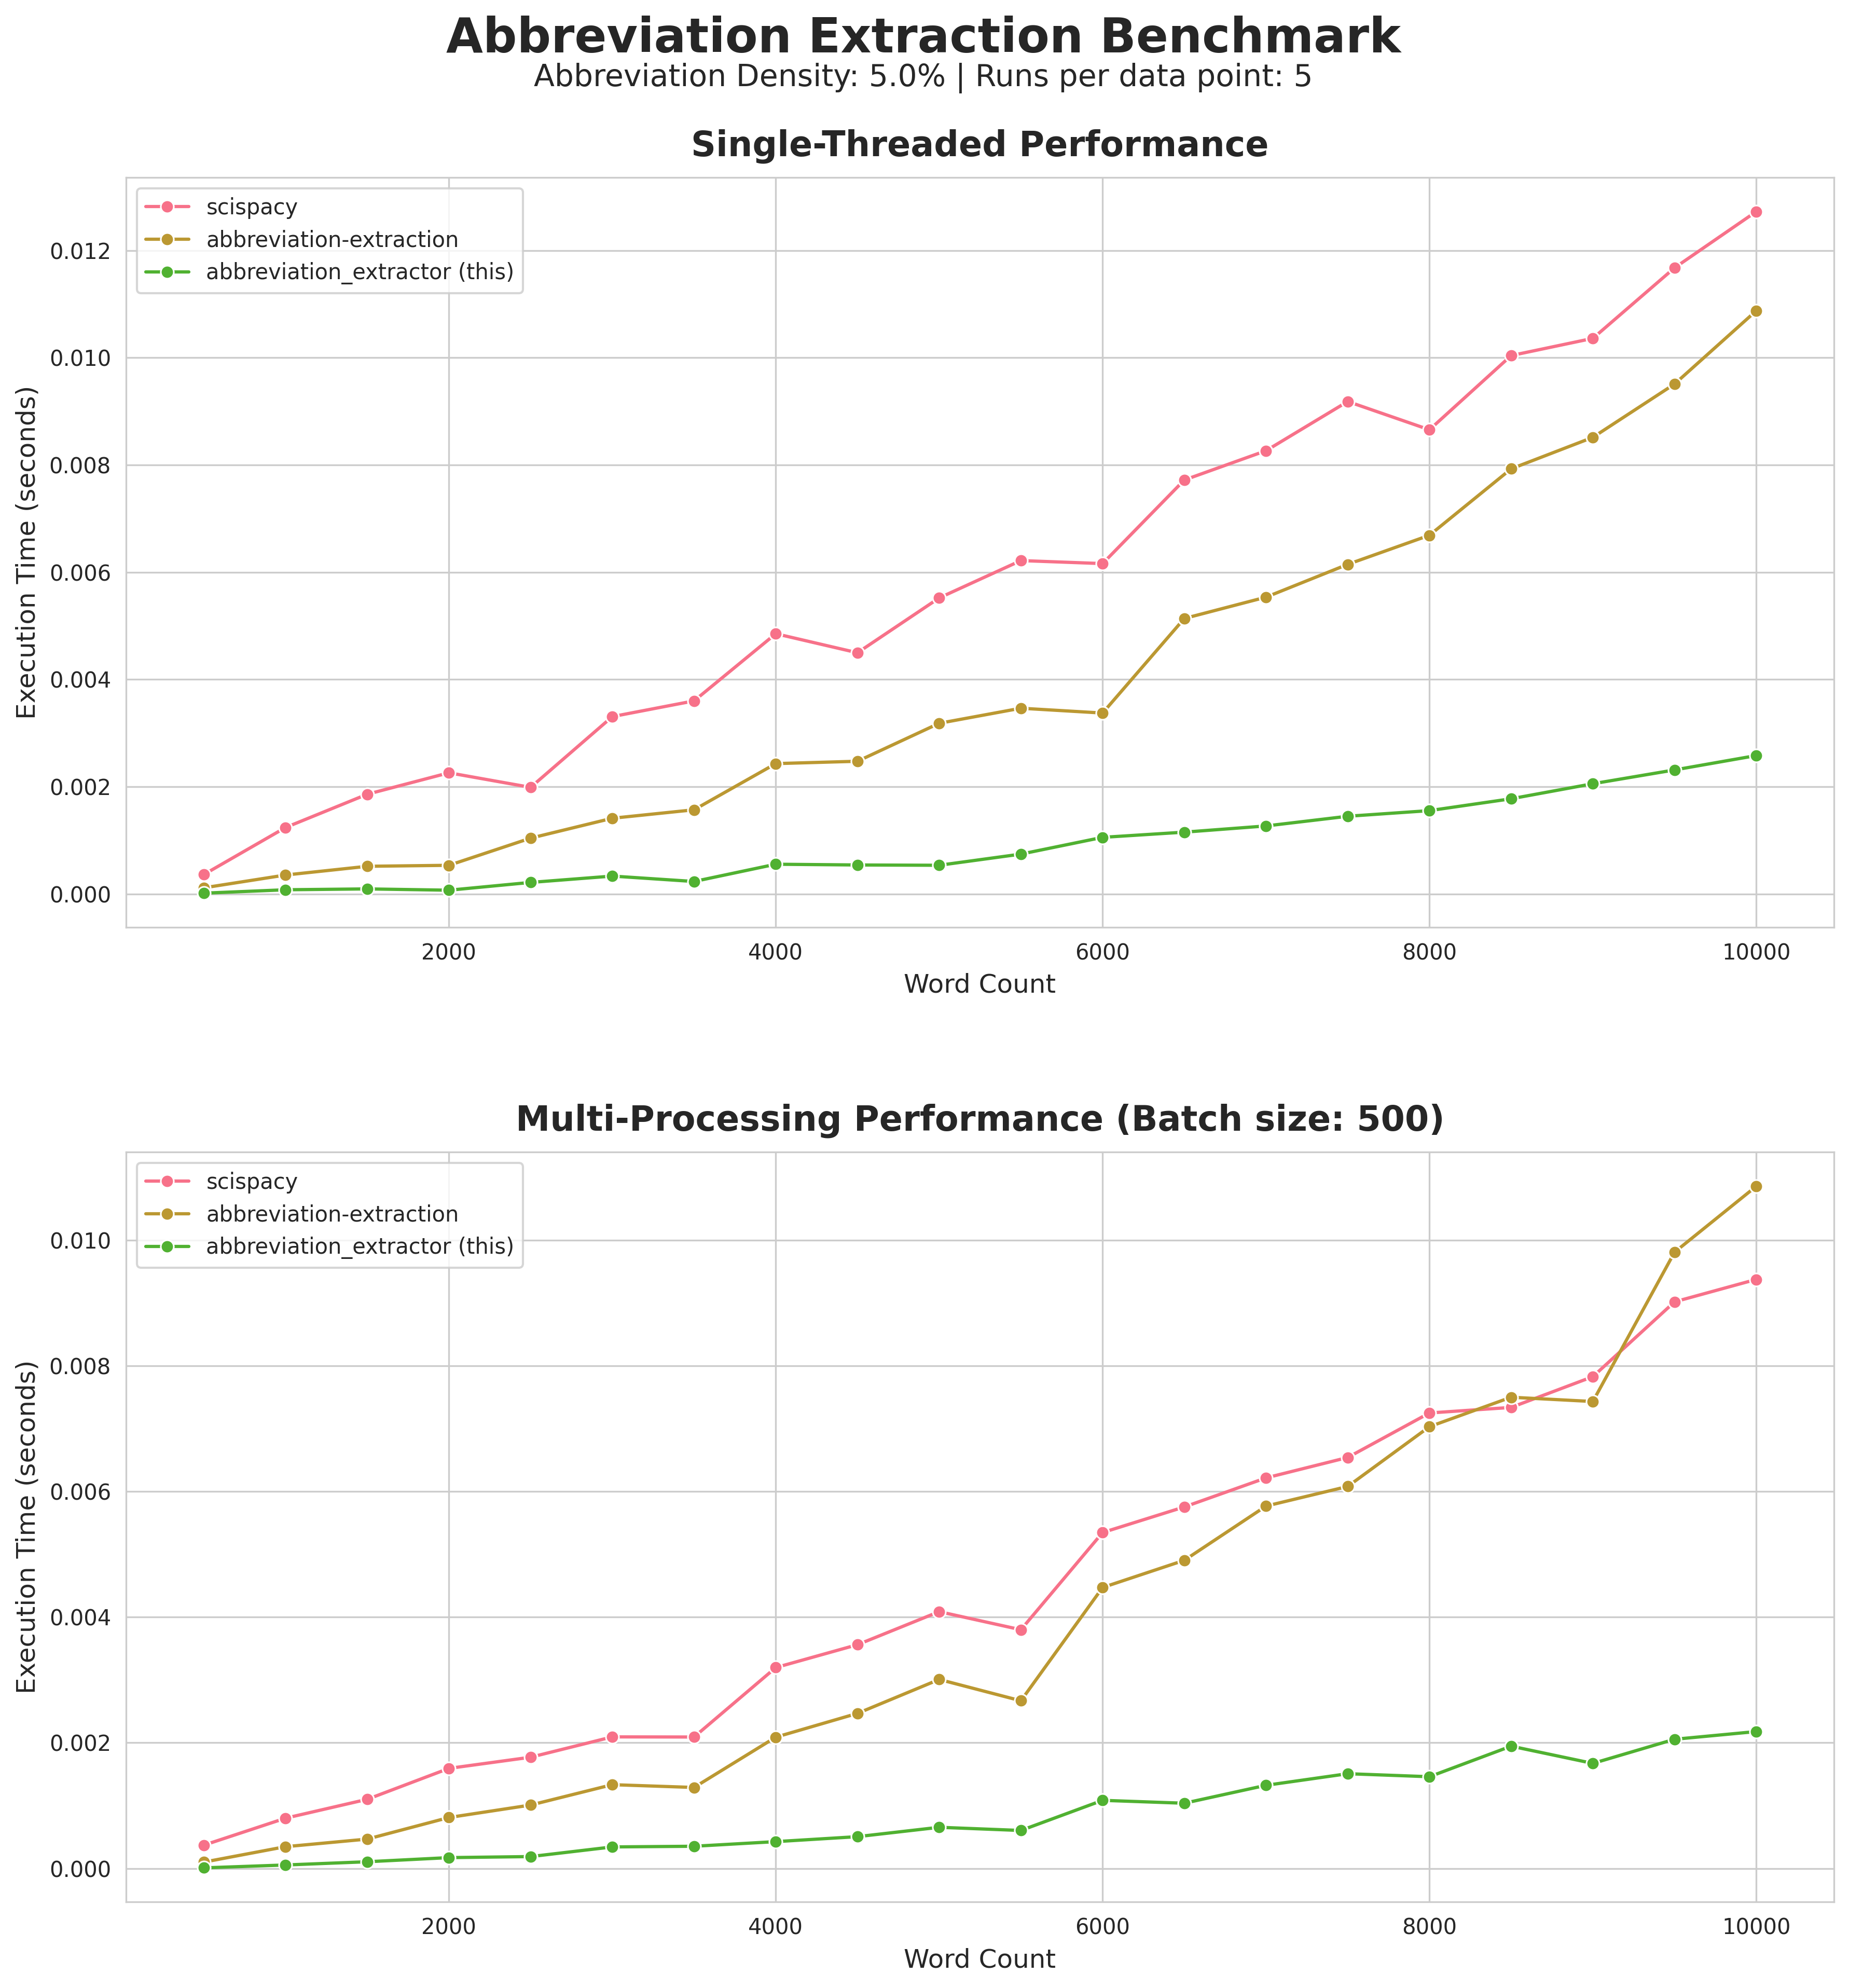 Abbreviation Extraction Benchmark
Abbreviation Density: 5.0% | Runs per data point: 5
Single-Threaded Performance
scispacy
abbreviation-extraction
abbreviation_extractor (this)
Execution Time (seconds)
0.012
0.010
0.008
0.006
0.004
0.002
0.000
2000 4000 6000 8000 10000
Word Count
Multi-Processing Performance (Batch size: 500)
scispacy
abbreviation-extraction
abbreviation_extractor (this)
Execution Time (seconds)
0.010
0.008
0.006
0.004
0.002
0.000
2000 4000 6000 8000 10000
Word Count